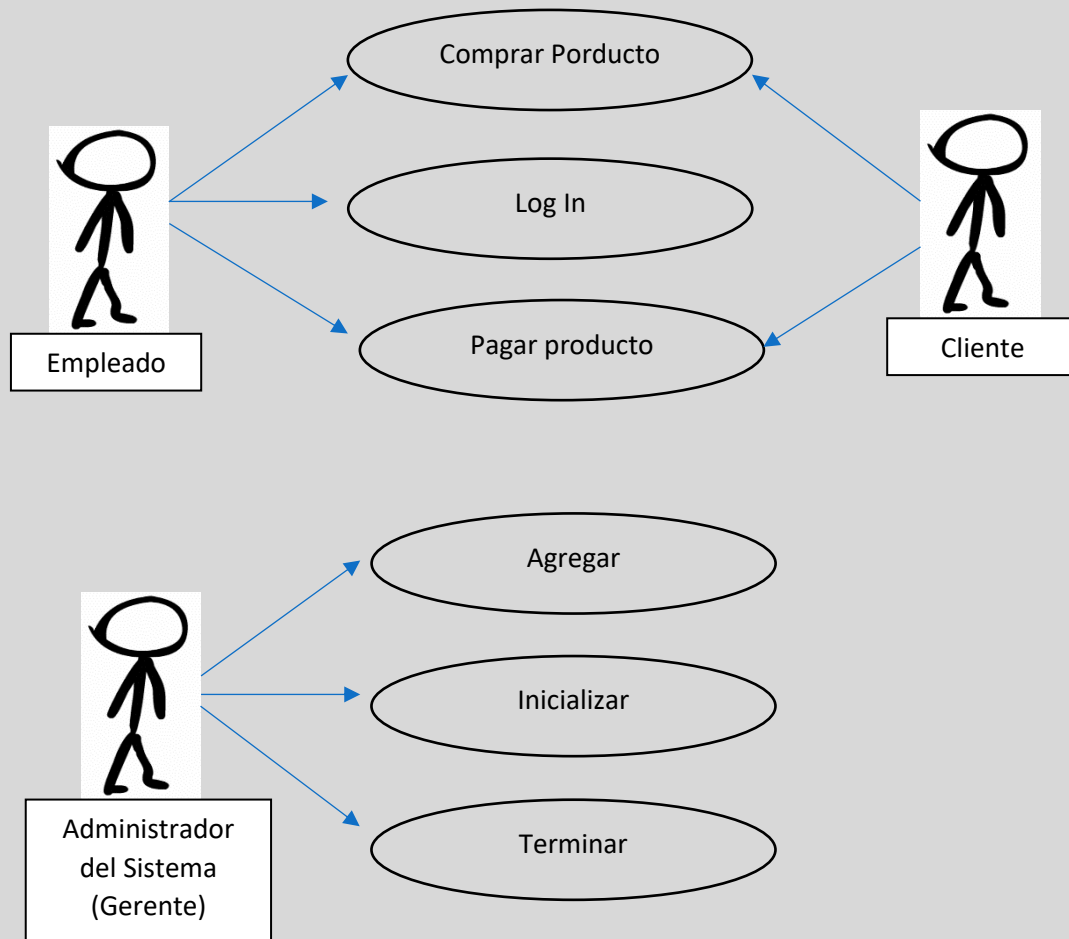 Comprar Porducto
Log In
Pagar producto
Empleado
Cliente
Agregar
Inicializar
Terminar
Administrador
del Sistema
(Gerente)